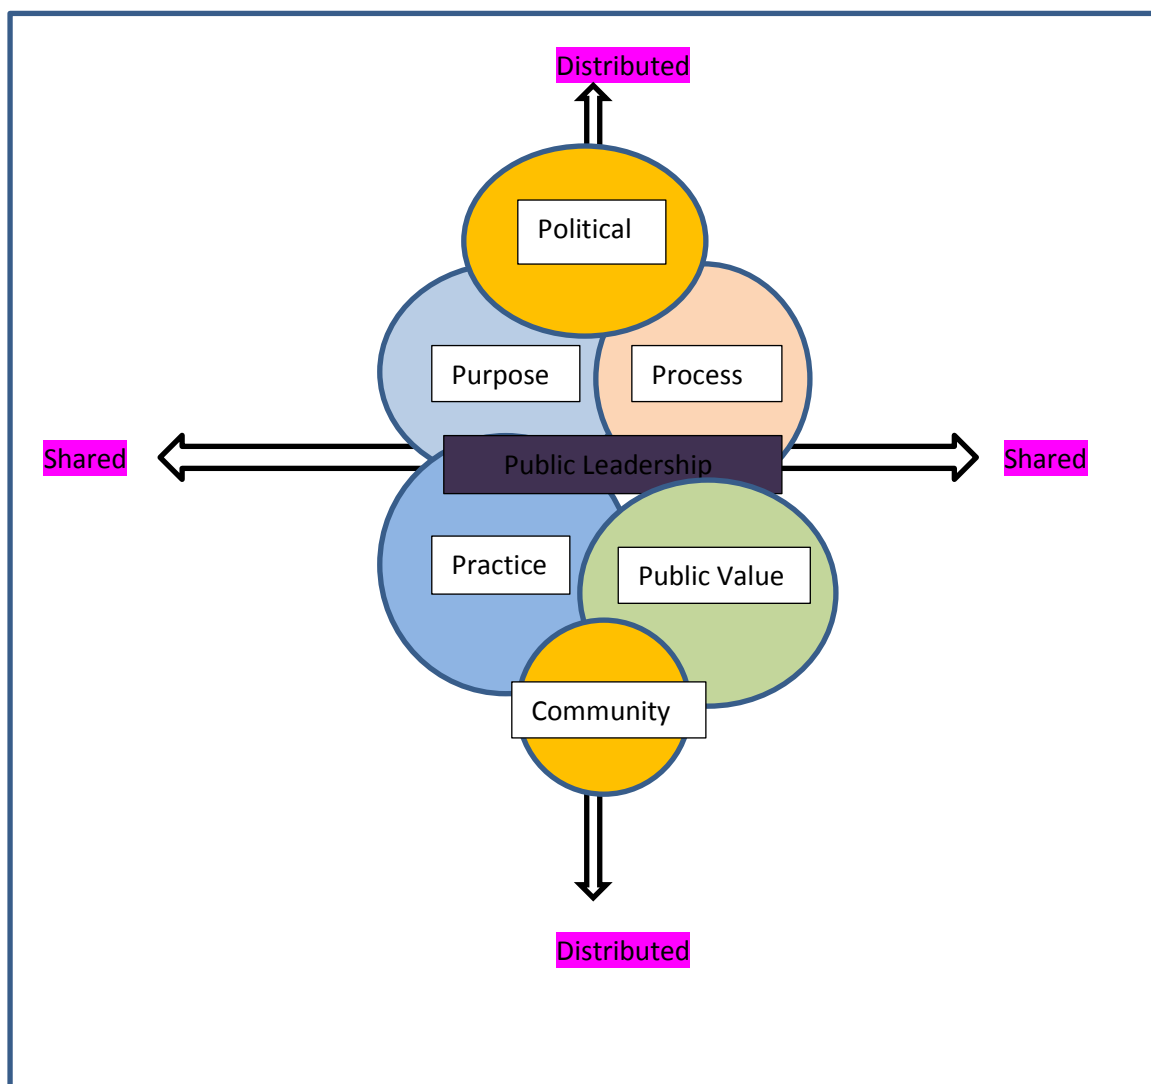 Distributed
Political
Purpose
Process
Shared
Public Leadership
Shared
Practice
Public Value
Community
Distributed